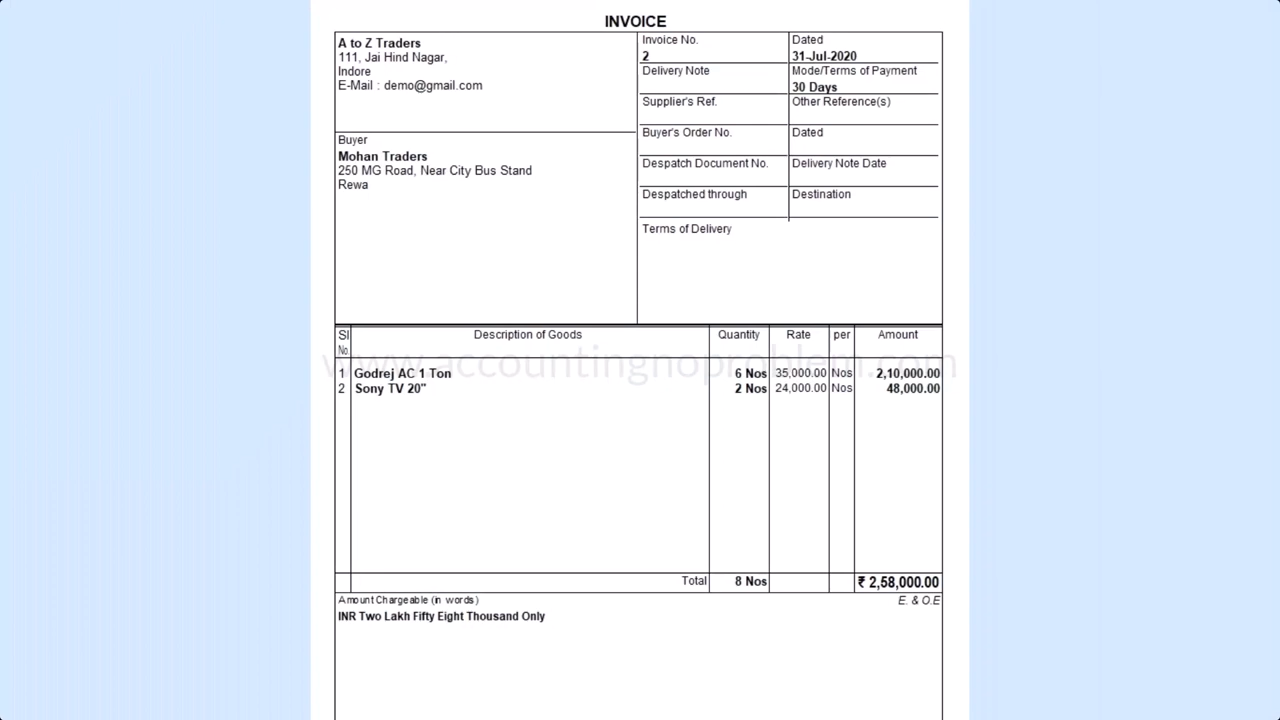 INVOICE
A to Z Traders
111, Jai Hind Nagar,
Indore
E-Mail : demo@gmail.com
Buyer
Mohan Traders
250 MG Road, Near City Bus Stand
Rewa
Invoice No.
2
Dated
31-Jul-2020
Delivery Note
Mode/Terms of Payment
30 Days
Supplier's Ref.
Other Reference(s)
Buyer's Order No.
Dated
Despatch Document No.
Delivery Note Date
Despatched through
Destination
Terms of Delivery
Sl No. Description of Goods Quantity Rate per Amount
www.accountingnoproblem.com
1 Godrej AC 1 Ton 6 Nos 35,000.00 Nos 2,10,000.00
2 Sony TV 20" 2 Nos 24,000.00 Nos 48,000.00
Total 8 Nos ₹ 2,58,000.00
Amount Chargeable (in words) E. & O.E
INR Two Lakh Fifty Eight Thousand Only